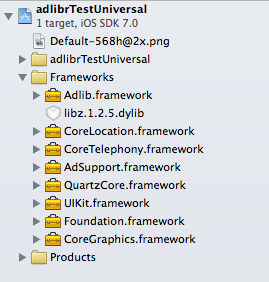 adlibrTestUniversal
1 target, iOS SDK 7.0
Default-568h@2x.png
adlibrTestUniversal
Frameworks
Adlib.framework
libz.1.2.5.dylib
CoreLocation.framework
CoreTelephony.framework
AdSupport.framework
QuartzCore.framework
UIKit.framework
Foundation.framework
CoreGraphics.framework
Products